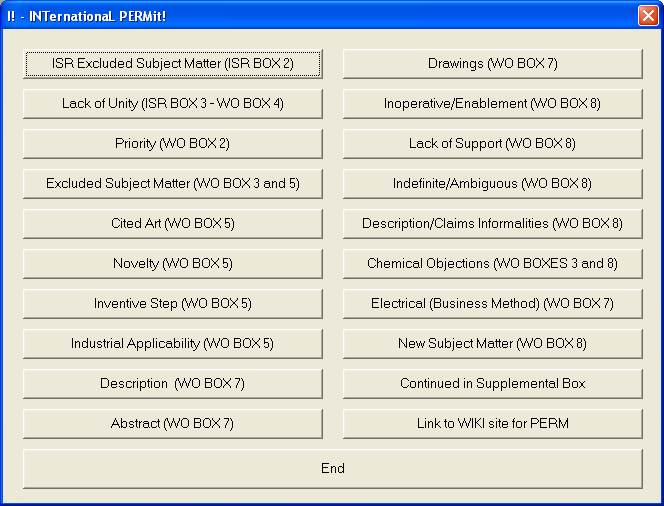 I! - INTernationaL PERMit!
ISR Excluded Subject Matter (ISR BOX 2)
Drawings (WO BOX 7)
Lack of Unity (ISR BOX 3 - WO BOX 4)
Inoperative/Enablement (WO BOX 8)
Priority (WO BOX 2)
Lack of Support (WO BOX 8)
Excluded Subject Matter (WO BOX 3 and 5)
Indefinite/Ambiguous (WO BOX 8)
Cited Art (WO BOX 5)
Description/Claims Informalities (WO BOX 8)
Novelty (WO BOX 5)
Chemical Objections (WO BOXES 3 and 8)
Inventive Step (WO BOX 5)
Electrical (Business Method) (WO BOX 7)
Industrial Applicability (WO BOX 5)
New Subject Matter (WO BOX 8)
Description (WO BOX 7)
Continued in Supplemental Box
Abstract (WO BOX 7)
Link to WIKI site for PERM
End